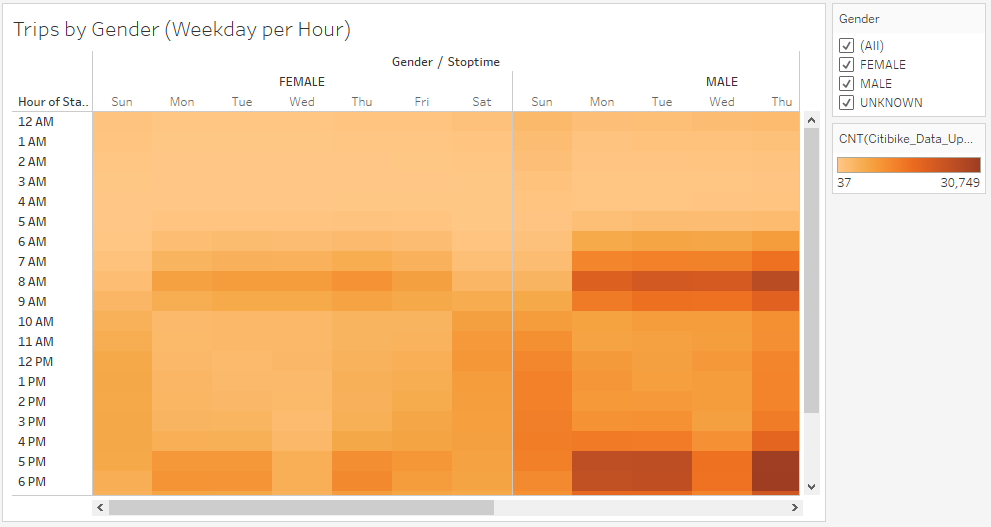 Trips by Gender (Weekday per Hour)
Gender / Stoptime
FEMALE MALE
Hour of Sta.. Sun Mon Tue Wed Thu Fri Sat Sun Mon Tue Wed Thu
12 AM
1 AM
2 AM
3 AM
4 AM
5 AM
6 AM
7 AM
8 AM
9 AM
10 AM
11 AM
12 PM
1 PM
2 PM
3 PM
4 PM
5 PM
6 PM
Gender
(All)
FEMALE
MALE
UNKNOWN
CNT(Citibike_Data_Up...
37 30,749